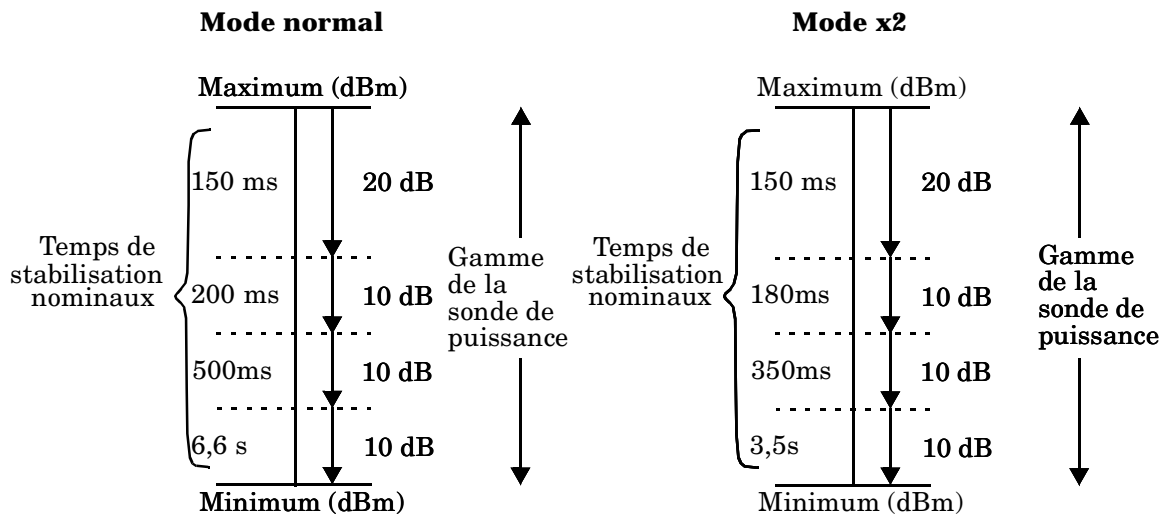 Mode normal
Maximum (dBm)
150 ms
20 dB
Temps de
stabilisation
nominaux
200 ms
10 dB
500ms
10 dB
6,6 s
10 dB
Minimum (dBm)
Gamme
de la
sonde de
puissance
Mode x2
Maximum (dBm)
150 ms
20 dB
Temps de
stabilisation
nominaux
180ms
10 dB
350ms
10 dB
3,5s
10 dB
Minimum (dBm)
Gamme
de la
sonde de
puissance